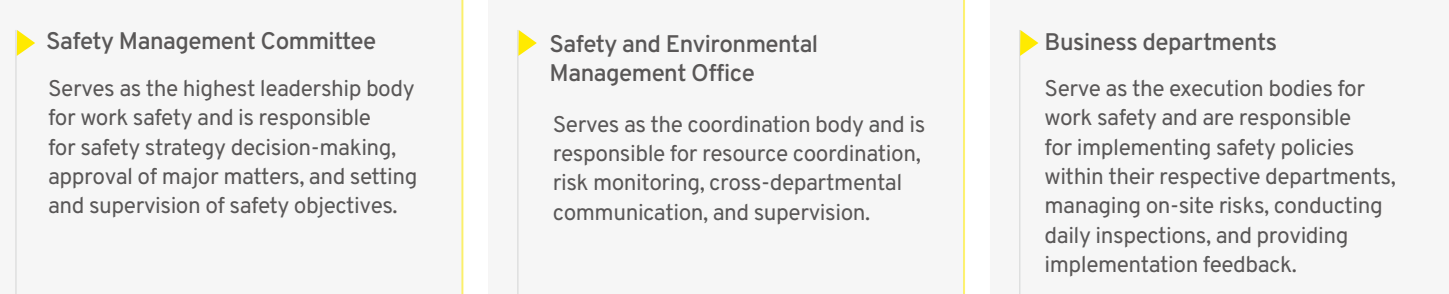 Safety Management Committee
Serves as the highest leadership body
for work safety and is responsible
for safety strategy decision-making,
approval of major matters, and setting
and supervision of safety objectives.
Safety and Environmental
Management Office
Serves as the coordination body and is
responsible for resource coordination,
risk monitoring, cross-departmental
communication, and supervision.
Business departments
Serve as the execution bodies for
work safety and are responsible
for implementing safety policies
within their respective departments,
managing on-site risks, conducting
daily inspections, and providing
implementation feedback.